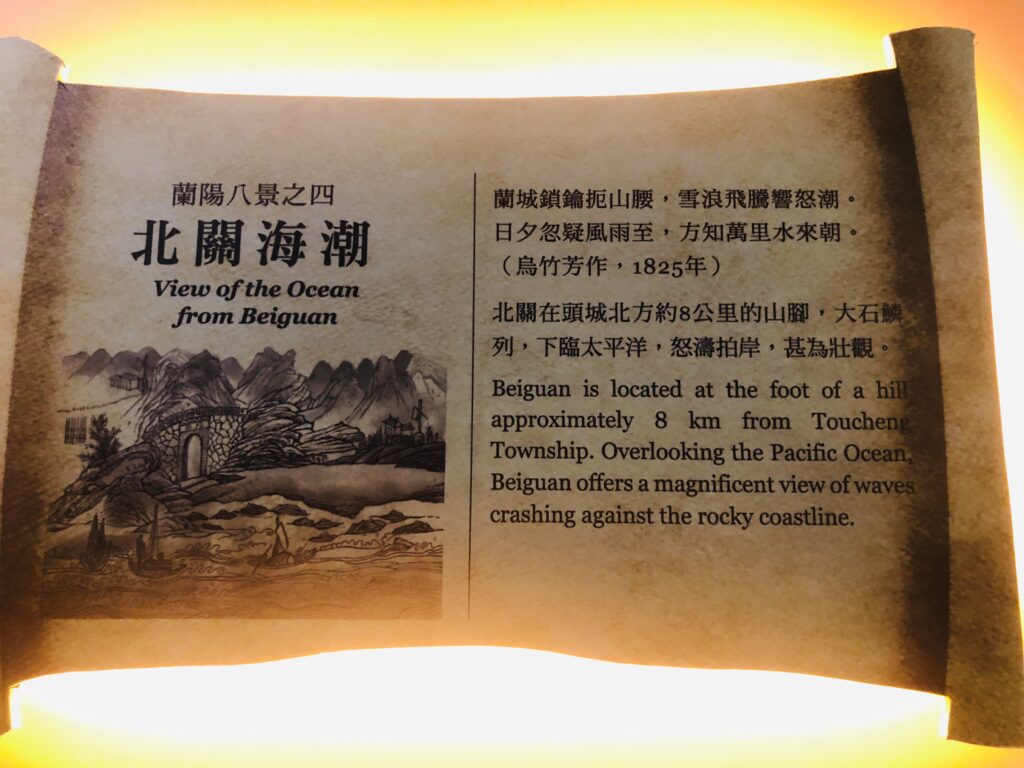 蘭陽八景之四
北關海潮
View of the Ocean
from Beiguan
蘭城鎖鑰扼山腰，雪浪飛騰響怒潮。
日夕忽疑風雨至，方知萬里水來朝。
（烏竹芳作，1825年）
北關在頭城北方約8公里的山腳，大石鱗
列，下臨太平洋，怒濤拍岸，甚為壯觀。
Beiguan is located at the foot of a hill
approximately 8 km from Toucheng
Township. Overlooking the Pacific Ocean,
Beiguan offers a magnificent view of waves
crashing against the rocky coastline.